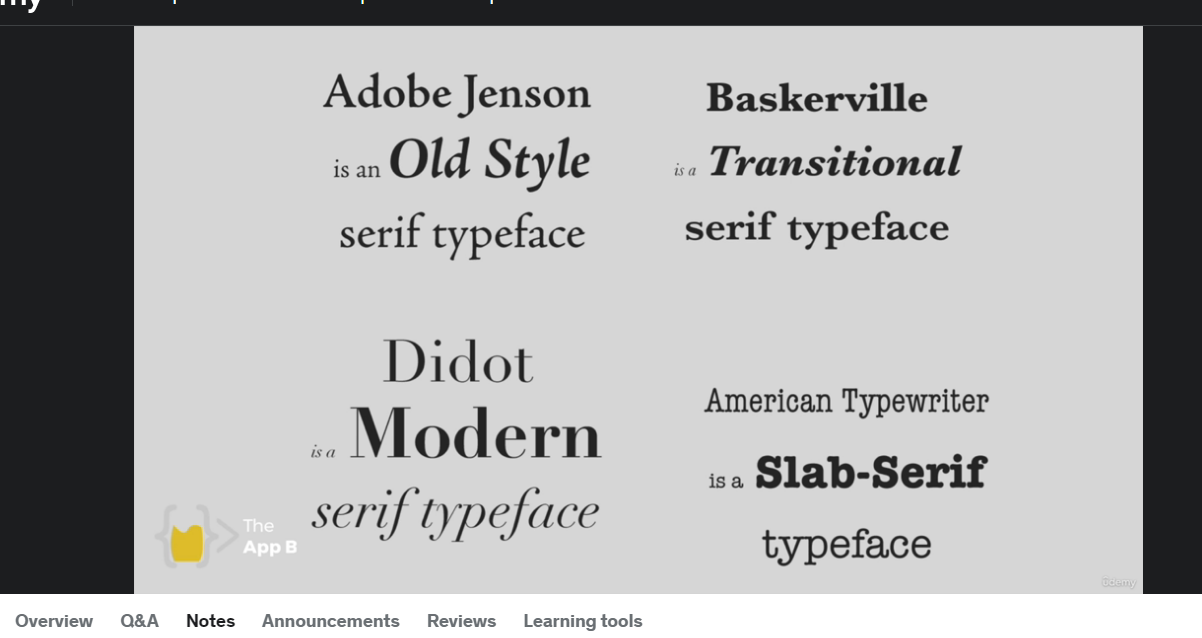 my
Adobe Jenson
is an Old Style
serif typeface
Baskerville
is a Transitional
serif typeface
Didot
is a Modern
serif typeface
American Typewriter
is a Slab-Serif
typeface
The
App B
Udemy
Overview Q&A Notes Announcements Reviews Learning tools